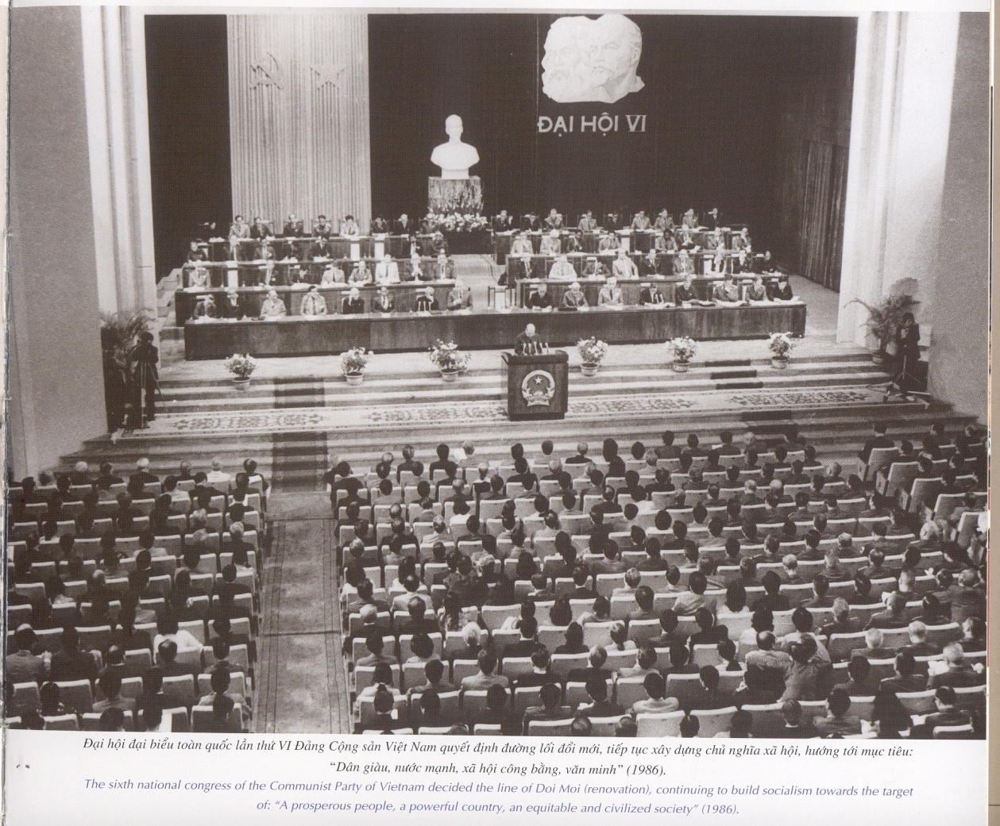 ĐẠI HỘI VI
Đại hội đại biểu toàn quốc lần thứ VI Đảng Cộng sản Việt Nam quyết định đường lối đổi mới, tiếp tục xây dựng chủ nghĩa xã hội, hướng tới mục tiêu:
“Dân giàu, nước mạnh, xã hội công bằng, văn minh” (1986).
The sixth national congress of the Communist Party of Vietnam decided the line of Doi Moi (renovation), continuing to build socialism towards the target
of: “A prosperous people, a powerful country, an equitable and civilized society” (1986).